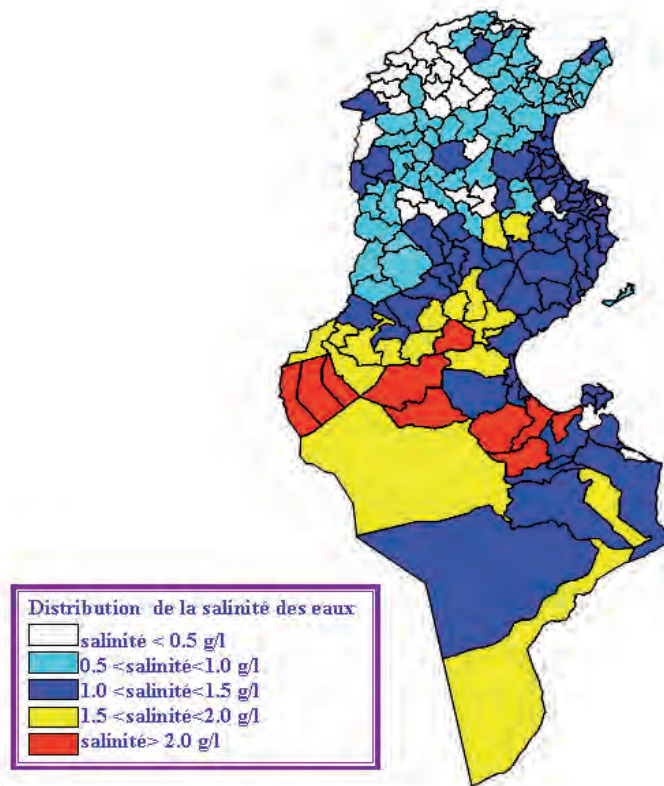 Distribution de la salinité des eaux
salinité < 0.5 g/l
0.5 <salinité<1.0 g/l
1.0 <salinité<1.5 g/l
1.5 <salinité<2.0 g/l
salinité> 2.0 g/l